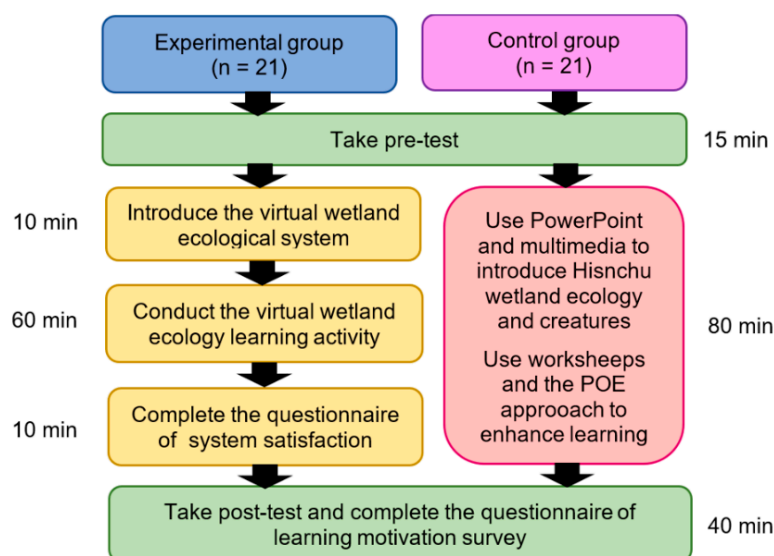 Experimental group
(n = 21)
Control group
(n = 21)
Take pre-test
15 min
10 min
Introduce the virtual wetland
ecological system
60 min
Conduct the virtual wetland
ecology learning activity
10 min
Complete the questionnaire
of system satisfaction
Use PowerPoint
and multimedia to
introduce Hisnchu
wetland ecology
and creatures
Use worksheeps
and the POE
approoach to
enhance learning
80 min
Take post-test and complete the questionnaire of
learning motivation survey
40 min